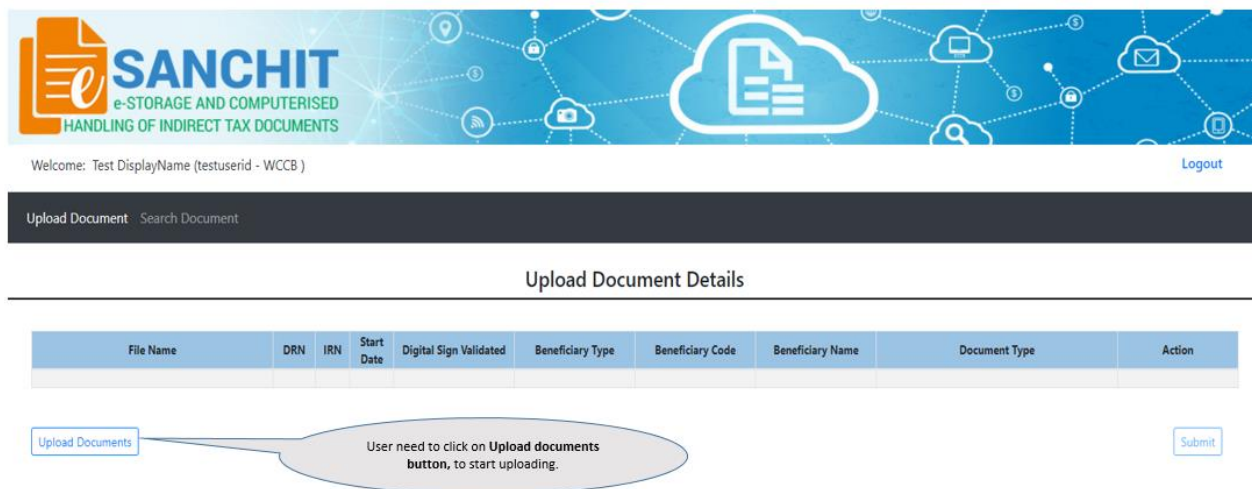 e SANCHIT
e-STORAGE AND COMPUTERISED
HANDLING OF INDIRECT TAX DOCUMENTS
Welcome: Test DisplayName (testuserid - WCCB )
Logout
Upload Document Search Document
Upload Document Details
File Name DRN IRN Start Date Digital Sign Validated Beneficiary Type Beneficiary Code Beneficiary Name Document Type Action
Upload Documents
User need to click on Upload documents
button, to start uploading.
Submit